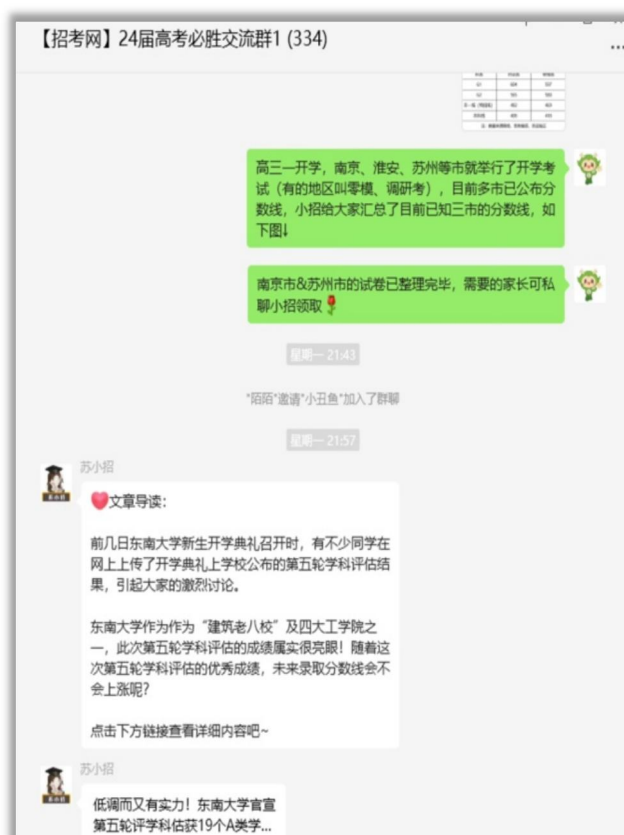 【招考网】24届高考必胜交流群1 (334)
高三一开学，南京、淮安、苏州等市就举行了开学考
试（有的地区叫零模、调研考），目前多市已公布分
数线，小招给大家汇总了目前已知三市的分数线，如
下图↓
南京市&苏州市的试卷已整理完毕，需要的家长可私
聊小招领取
星期一 21:43
"陌陌"邀请"小丑鱼"加入了群聊
星期一 21:57
苏小招
文章导读：
前几日东南大学新生开学典礼召开时，有不少同学在
网上上传了开学典礼上学校公布的第五轮学科评估结
果，引起大家的激烈讨论。
东南大学作为作为“建筑老八校”及四大工学院之
一，此次第五轮学科评估的成绩属实很亮眼！随着这
次第五轮学科评估的优秀成绩，未来录取分数线会不
会上涨呢？
点击下方链接查看详细内容吧~
苏小招
低调而又有实力！东南大学官宣
第五轮评学科估获19个A类学...